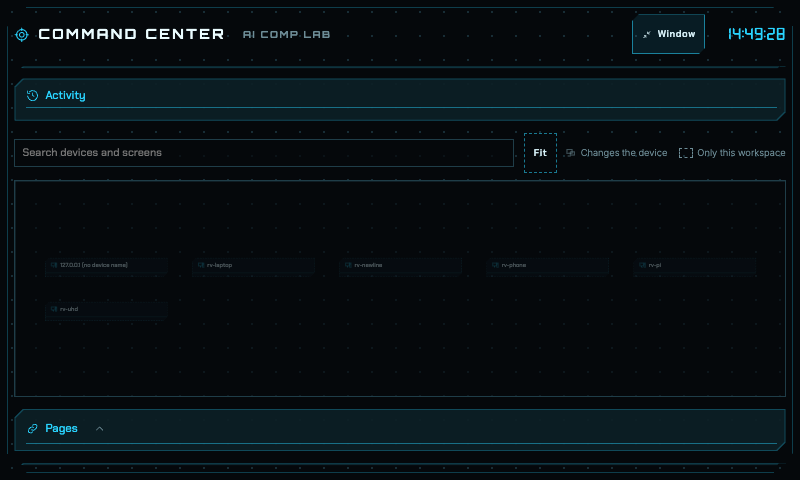 COMMAND CENTER AI COMP LAB
Window
14:49:28
Activity
Search devices and screens
Fit
Changes the device
Only this workspace
127.0.0.1 (no device name)
rv-laptop
rv-newline
rv-phone
rv-pi
rv-uhd
Pages